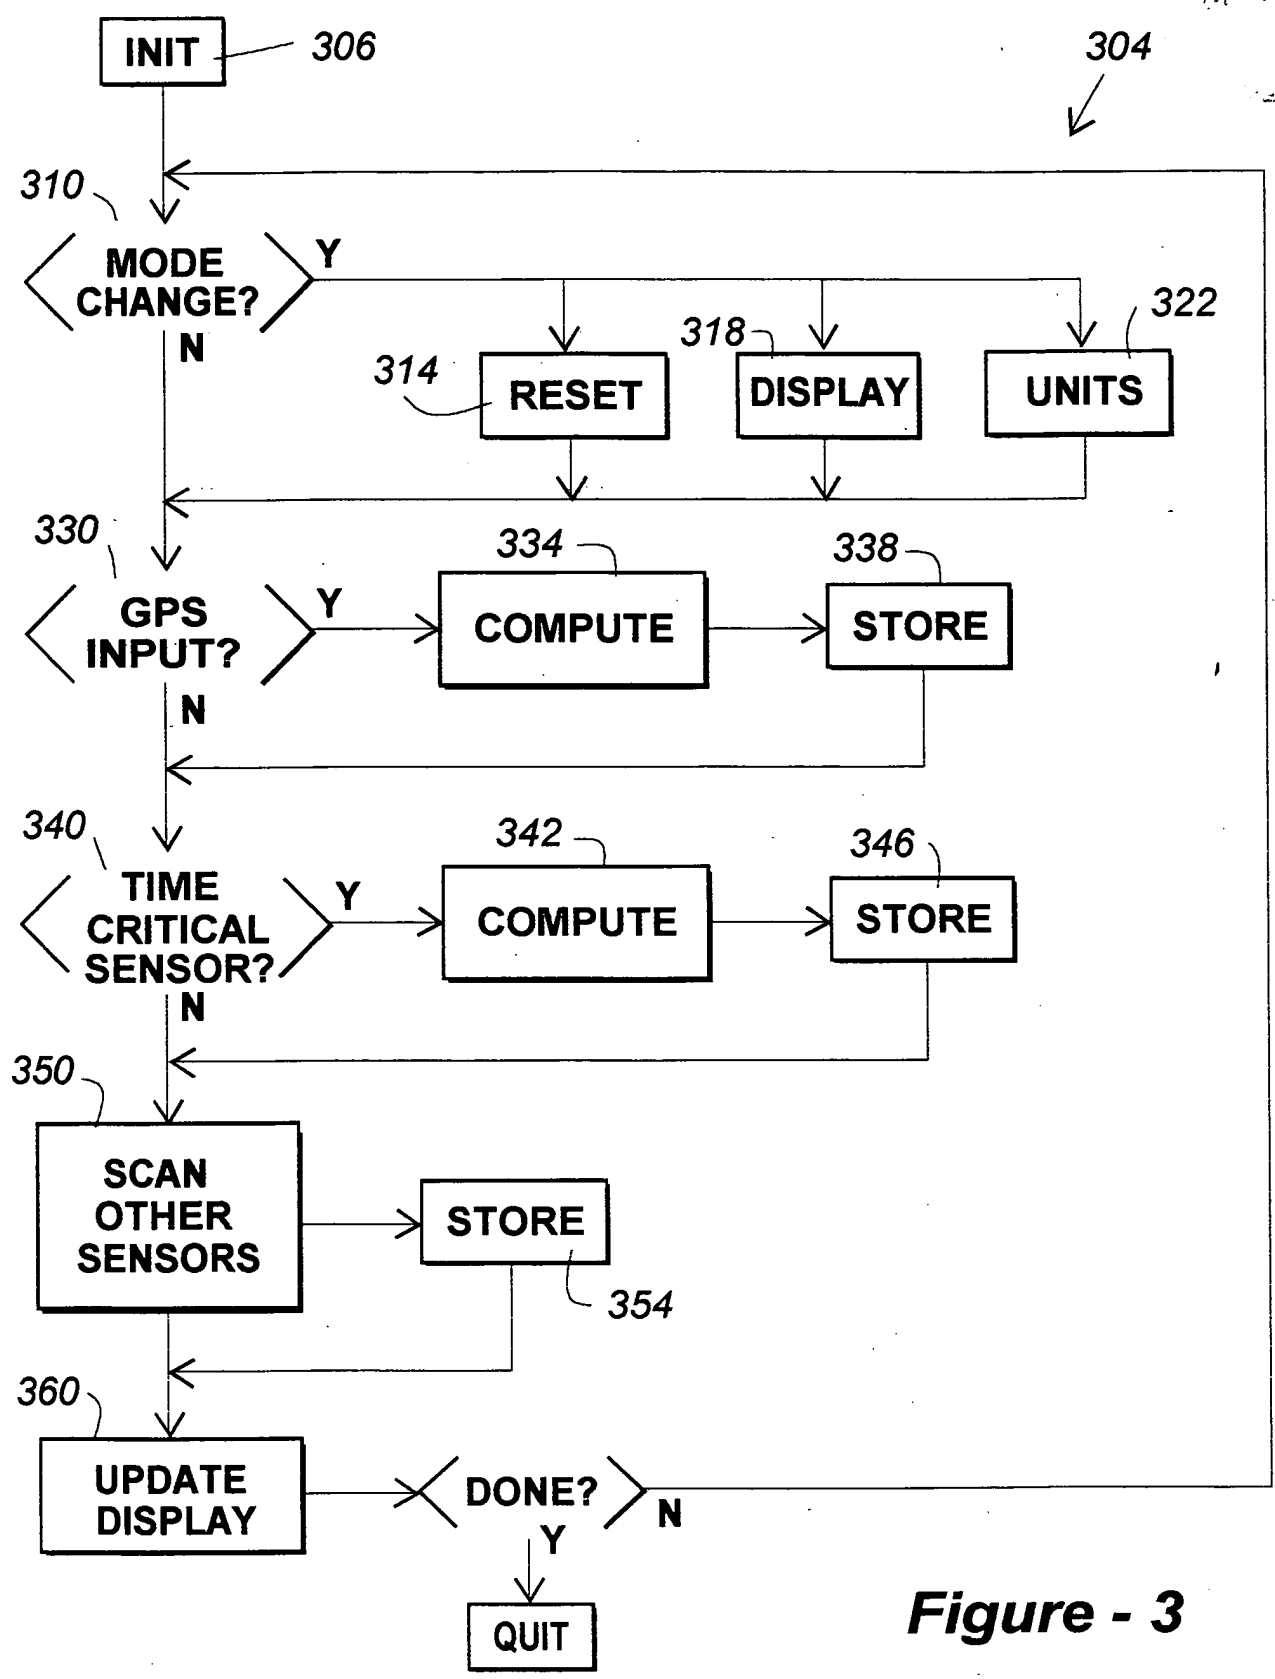 INIT
306
304
310
MODE
CHANGE?
Y
N
314
RESET
318
DISPLAY
322
UNITS
330
GPS
INPUT?
Y
N
334
COMPUTE
338
STORE
340
TIME
CRITICAL
SENSOR?
Y
N
342
COMPUTE
346
STORE
350
SCAN
OTHER
SENSORS
STORE
354
360
UPDATE
DISPLAY
DONE?
N
Y
QUIT
Figure - 3